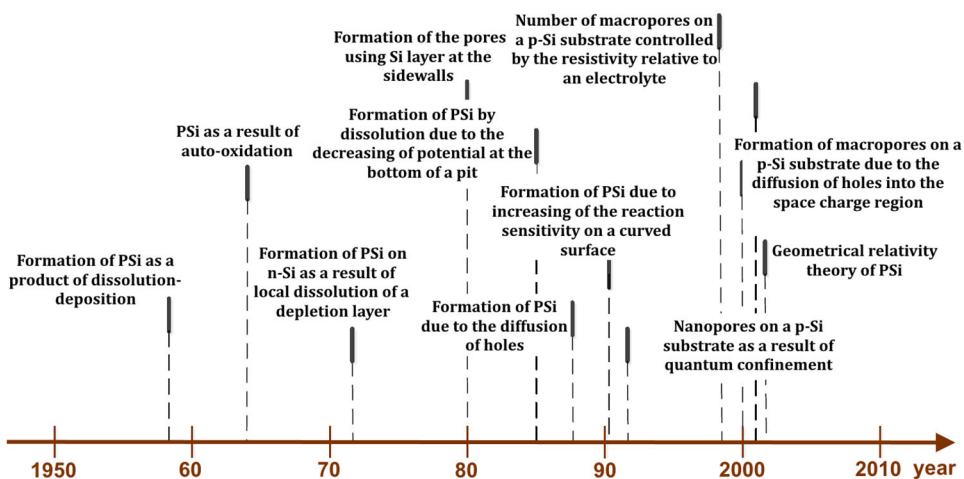 Formation of the pores
using Si layer at the
sidewalls
Number of macropores on
a p-Si substrate controlled
by the resistivity relative to
an electrolyte
PSi as a result of
auto-oxidation
Formation of PSi by
dissolution due to the
decreasing of potential at the
bottom of a pit
Formation of macropores on a
p-Si substrate due to the
diffusion of holes into the
space charge region
Formation of PSi due to
increasing of the reaction
sensitivity on a curved
surface
Formation of PSi as a
product of dissolution-
deposition
Formation of PSi on
n-Si as a result of
local dissolution of a
depletion layer
Geometrical relativity
theory of PSi
Formation of PSi
due to the diffusion
of holes
Nanopores on a p-Si
substrate as a result of
quantum confinement
1950 60 70 80 90 2000 2010 year